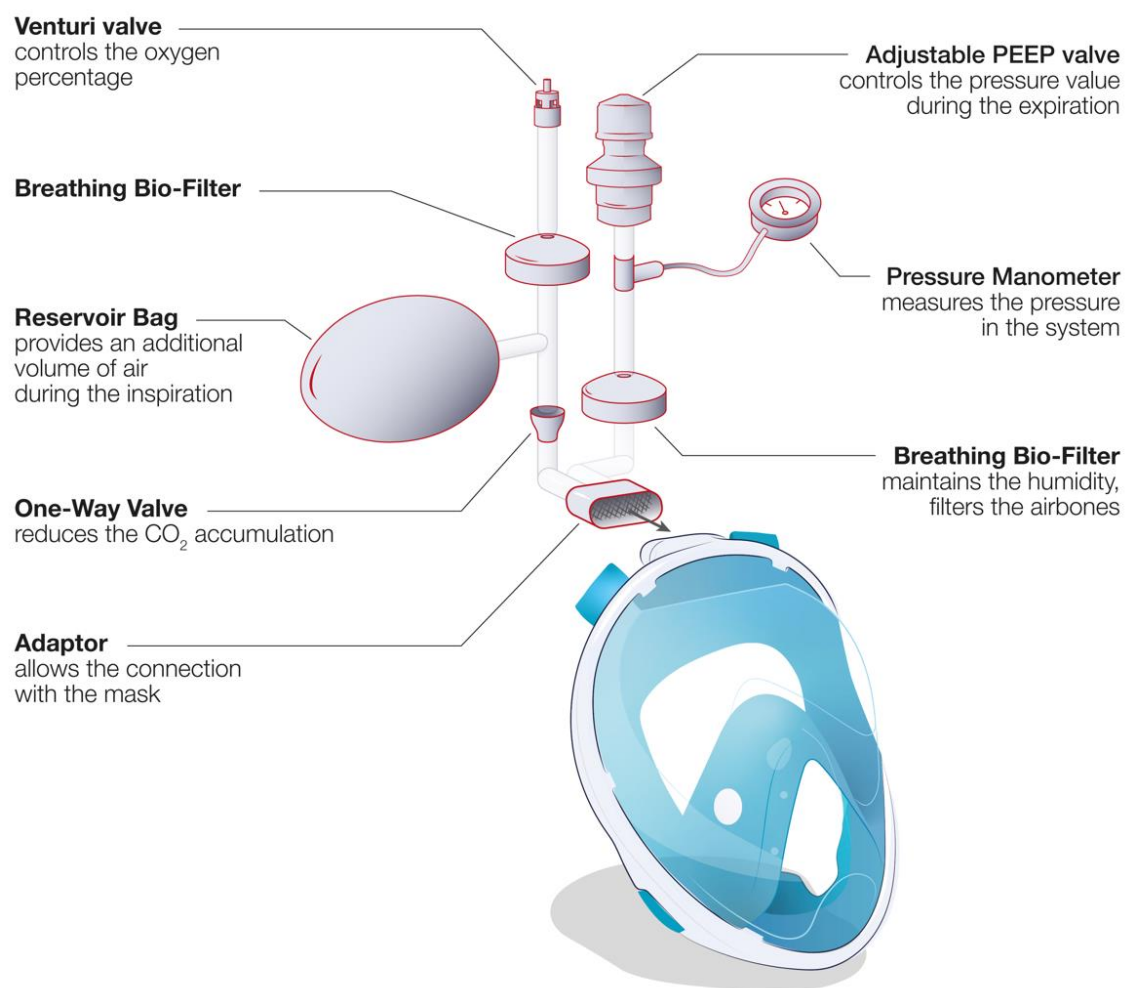 Venturi valve
controls the oxygen
percentage
Adjustable PEEP valve
controls the pressure value
during the expiration
Breathing Bio-Filter
Pressure Manometer
measures the pressure
in the system
Reservoir Bag
provides an additional
volume of air
during the inspiration
Breathing Bio-Filter
maintains the humidity,
filters the airbones
One-Way Valve
reduces the CO₂ accumulation
Adaptor
allows the connection
with the mask